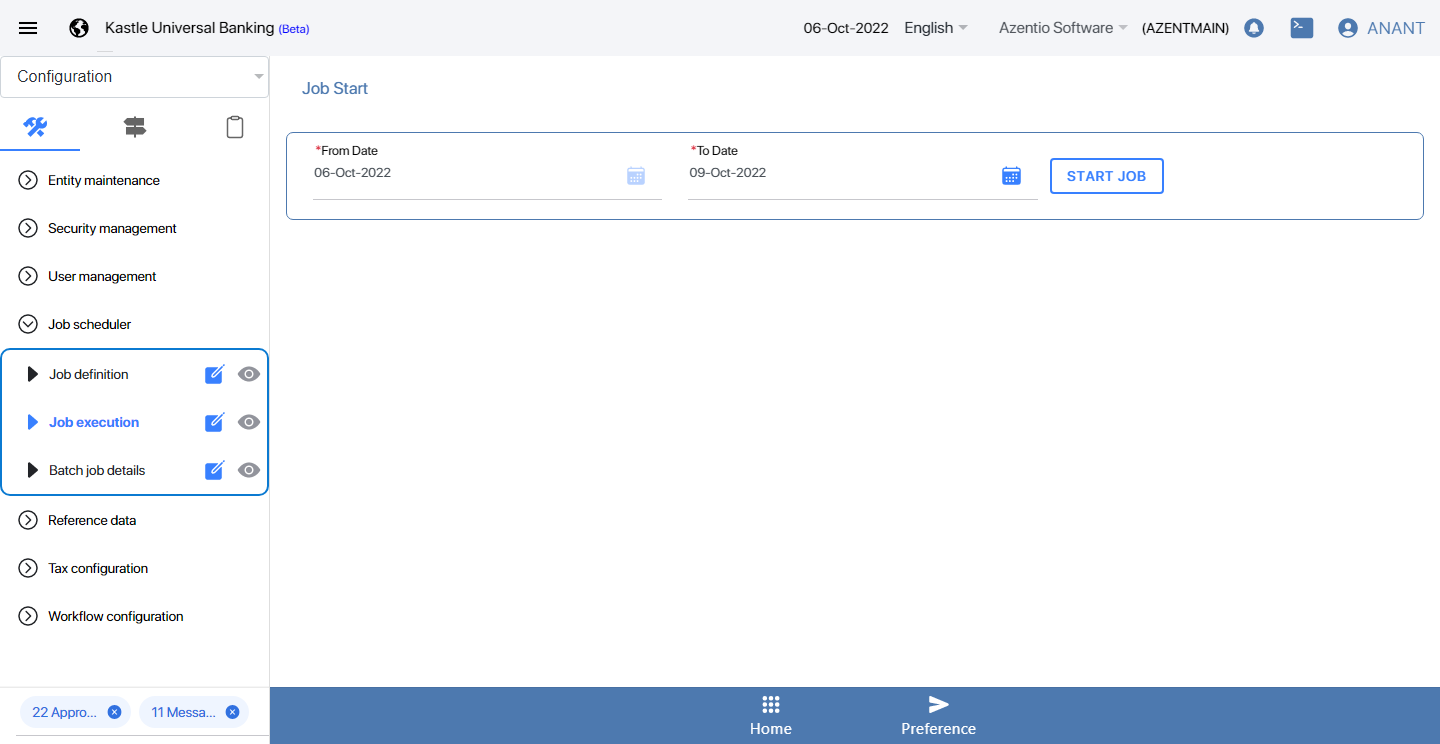 Kastle Universal Banking (Beta)
06-Oct-2022 English Azentio Software (AZENTMAIN) ANANT
Configuration
Entity maintenance
Security management
User management
Job scheduler
Job definition
Job execution
Batch job details
Reference data
Tax configuration
Workflow configuration
22 Appro... 11 Messa...
Job Start
*From Date
06-Oct-2022
*To Date
09-Oct-2022
START JOB
Home
Preference